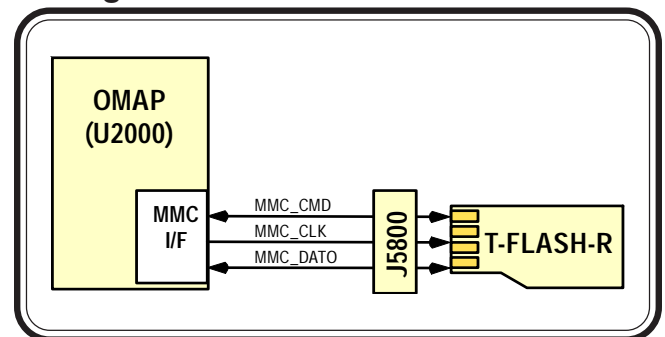 OMAP
(U2000)
MMC
I/F
MMC_CMD
MMC_CLK
MMC_DATO
J5800
T-FLASH-R